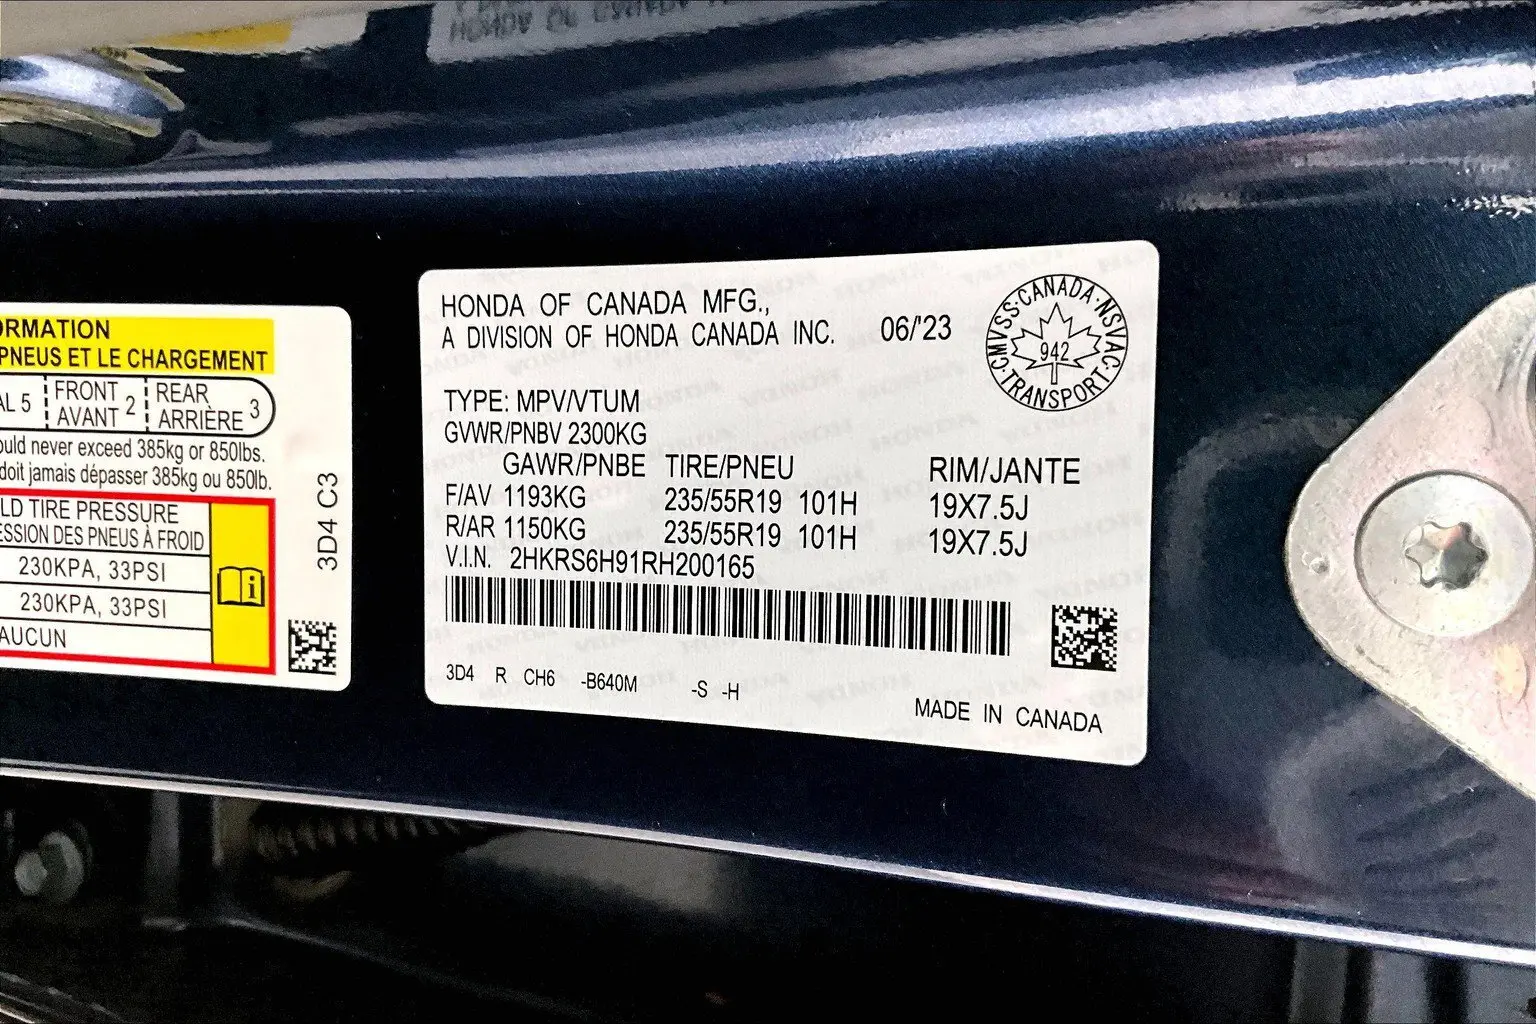 ORMATION
PNEUS ET LE CHARGEMENT
AL 5 FRONT AVANT 2 REAR ARRIÈRE 3
ould never exceed 385kg or 850lbs.
doit jamais dépasser 385kg ou 850lb.
LD TIRE PRESSURE
ESSION DES PNEUS À FROID
230KPA, 33PSI
230KPA, 33PSI
AUCUN
3D4 C3
HONDA OF CANADA MFG.,
A DIVISION OF HONDA CANADA INC. 06/'23
CMVSS·CANADA·NSVAC·TRANSPORT·
942
TYPE: MPV/VTUM
GVWR/PNBV 2300KG
GAWR/PNBE TIRE/PNEU RIM/JANTE
F/AV 1193KG 235/55R19 101H 19X7.5J
R/AR 1150KG 235/55R19 101H 19X7.5J
V.I.N. 2HKRS6H91RH200165
3D4 R CH6 -B640M -S -H
MADE IN CANADA